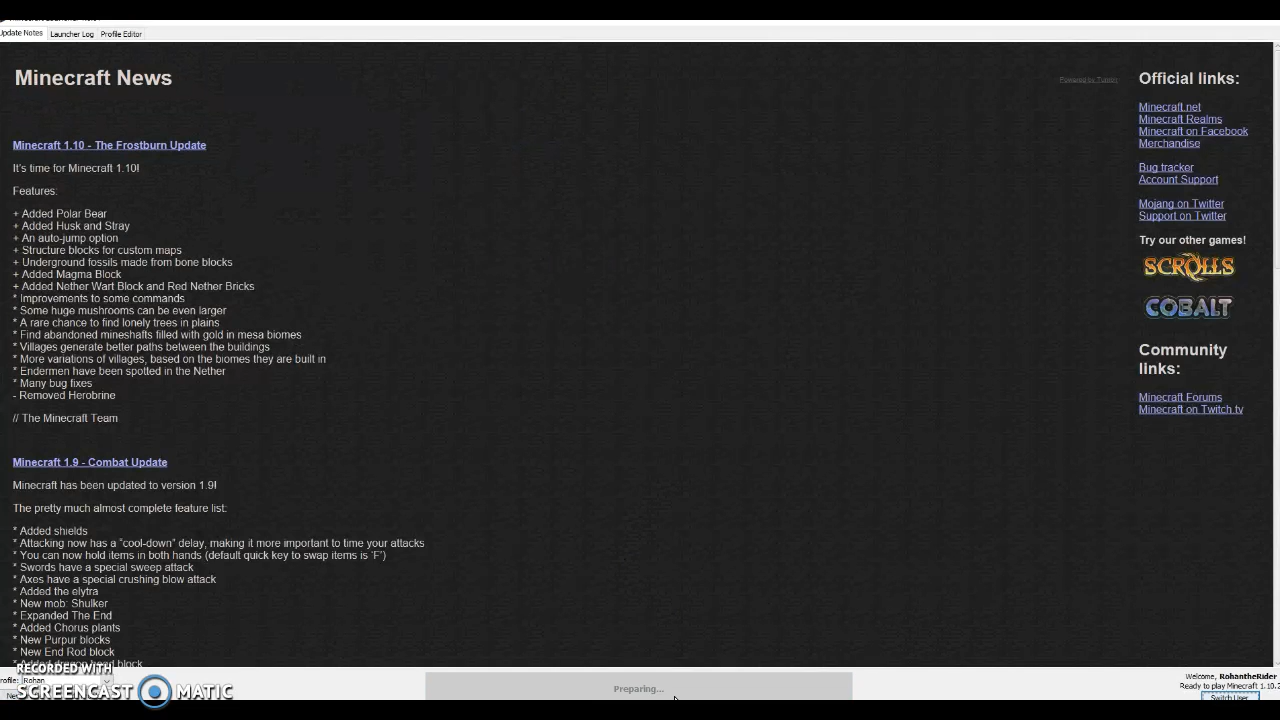 Update Notes Launcher Log Profile Editor
Minecraft News
Powered by Tumblr
Minecraft 1.10 - The Frostburn Update
It's time for Minecraft 1.10!
Features:
+ Added Polar Bear
+ Added Husk and Stray
+ An auto-jump option
+ Structure blocks for custom maps
+ Underground fossils made from bone blocks
+ Added Magma Block
+ Added Nether Wart Block and Red Nether Bricks
* Improvements to some commands
* Some huge mushrooms can be even larger
* A rare chance to find lonely trees in plains
* Find abandoned mineshafts filled with gold in mesa biomes
* Villages generate better paths between the buildings
* More variations of villages, based on the biomes they are built in
* Endermen have been spotted in the Nether
* Many bug fixes
- Removed Herobrine
// The Minecraft Team
Minecraft 1.9 - Combat Update
Minecraft has been updated to version 1.9!
The pretty much almost complete feature list:
* Added shields
* Attacking now has a "cool-down" delay, making it more important to time your attacks
* You can now hold items in both hands (default quick key to swap items is 'F')
* Swords have a special sweep attack
* Axes have a special crushing blow attack
* Added the elytra
* New mob: Shulker
* Expanded The End
* Added Chorus plants
* New Purpur blocks
* New End Rod block
* Added dragon head block
Official links:
Minecraft.net
Minecraft Realms
Minecraft on Facebook
Merchandise
Bug tracker
Account Support
Mojang on Twitter
Support on Twitter
Try our other games!
SCROLLS
COBALT
Community
links:
Minecraft Forums
Minecraft on Twitch.tv
RECORDED WITH
SCREENCAST MATIC
rofile: Rohan
Ne
Preparing...
Welcome, RohantheRider
Ready to play Minecraft 1.10.2
Switch User